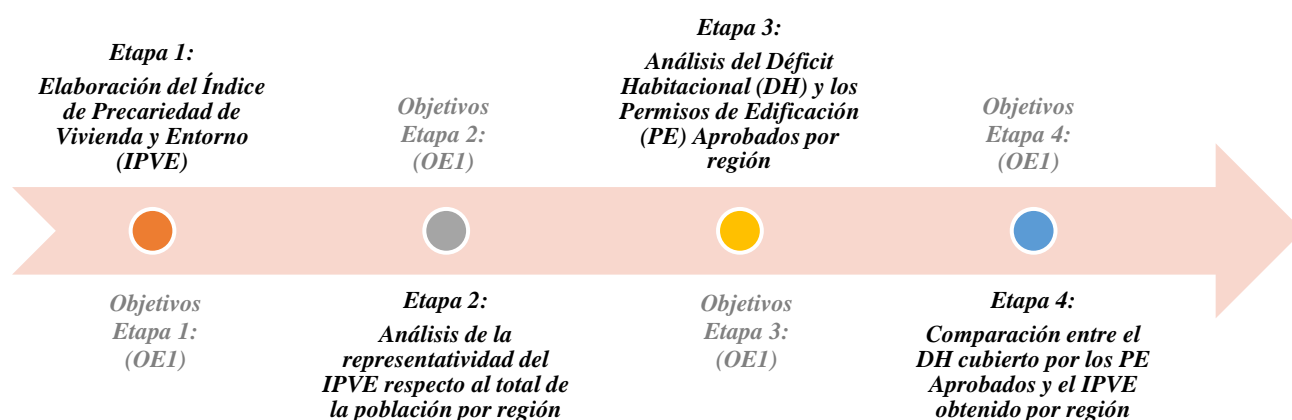 Etapa 1:
Elaboración del Índice
de Precariedad de
Vivienda y Entorno
(IPVE)
Objetivos
Etapa 1:
(OE1)
Objetivos
Etapa 2:
(OE1)
Etapa 2:
Análisis de la
representatividad del
IPVE respecto al total de
la población por región
Etapa 3:
Análisis del Déficit
Habitacional (DH) y los
Permisos de Edificación
(PE) Aprobados por
región
Objetivos
Etapa 3:
(OE1)
Objetivos
Etapa 4:
(OE1)
Etapa 4:
Comparación entre el
DH cubierto por los PE
Aprobados y el IPVE
obtenido por región